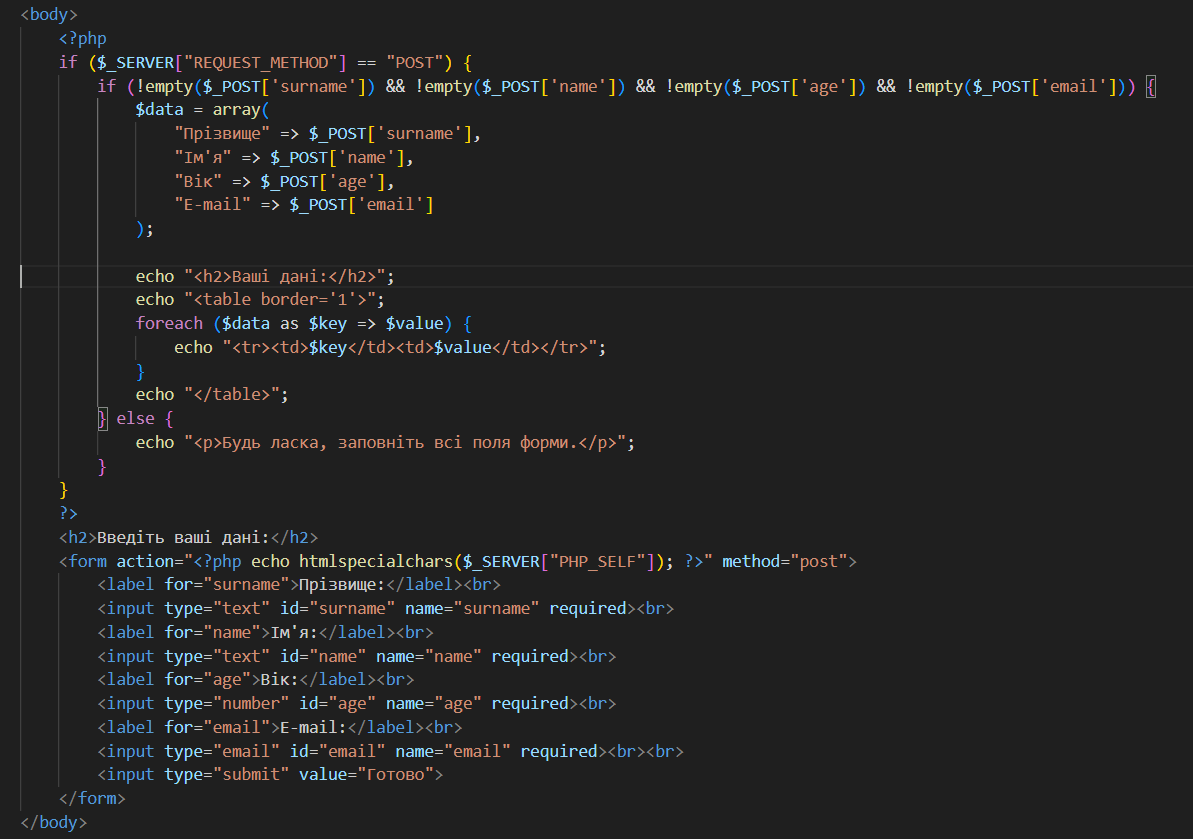 <body>
    <?php
    if ($_SERVER["REQUEST_METHOD"] == "POST") {
        if (!empty($_POST['surname']) && !empty($_POST['name']) && !empty($_POST['age']) && !empty($_POST['email'])) {
            $data = array(
                "Прізвище" => $_POST['surname'],
                "Ім'я" => $_POST['name'],
                "Вік" => $_POST['age'],
                "E-mail" => $_POST['email']
            );

            echo "<h2>Ваші дані:</h2>";
            echo "<table border='1'>";
            foreach ($data as $key => $value) {
                echo "<tr><td>$key</td><td>$value</td></tr>";
            }
            echo "</table>";
        } else {
            echo "<p>Будь ласка, заповніть всі поля форми.</p>";
        }
    }
    ?>
    <h2>Введіть ваші дані:</h2>
    <form action="<?php echo htmlspecialchars($_SERVER["PHP_SELF"]); ?>" method="post">
        <label for="surname">Прізвище:</label><br>
        <input type="text" id="surname" name="surname" required><br>
        <label for="name">Ім'я:</label><br>
        <input type="text" id="name" name="name" required><br>
        <label for="age">Вік:</label><br>
        <input type="number" id="age" name="age" required><br>
        <label for="email">E-mail:</label><br>
        <input type="email" id="email" name="email" required><br><br>
        <input type="submit" value="Готово">
    </form>
</body>